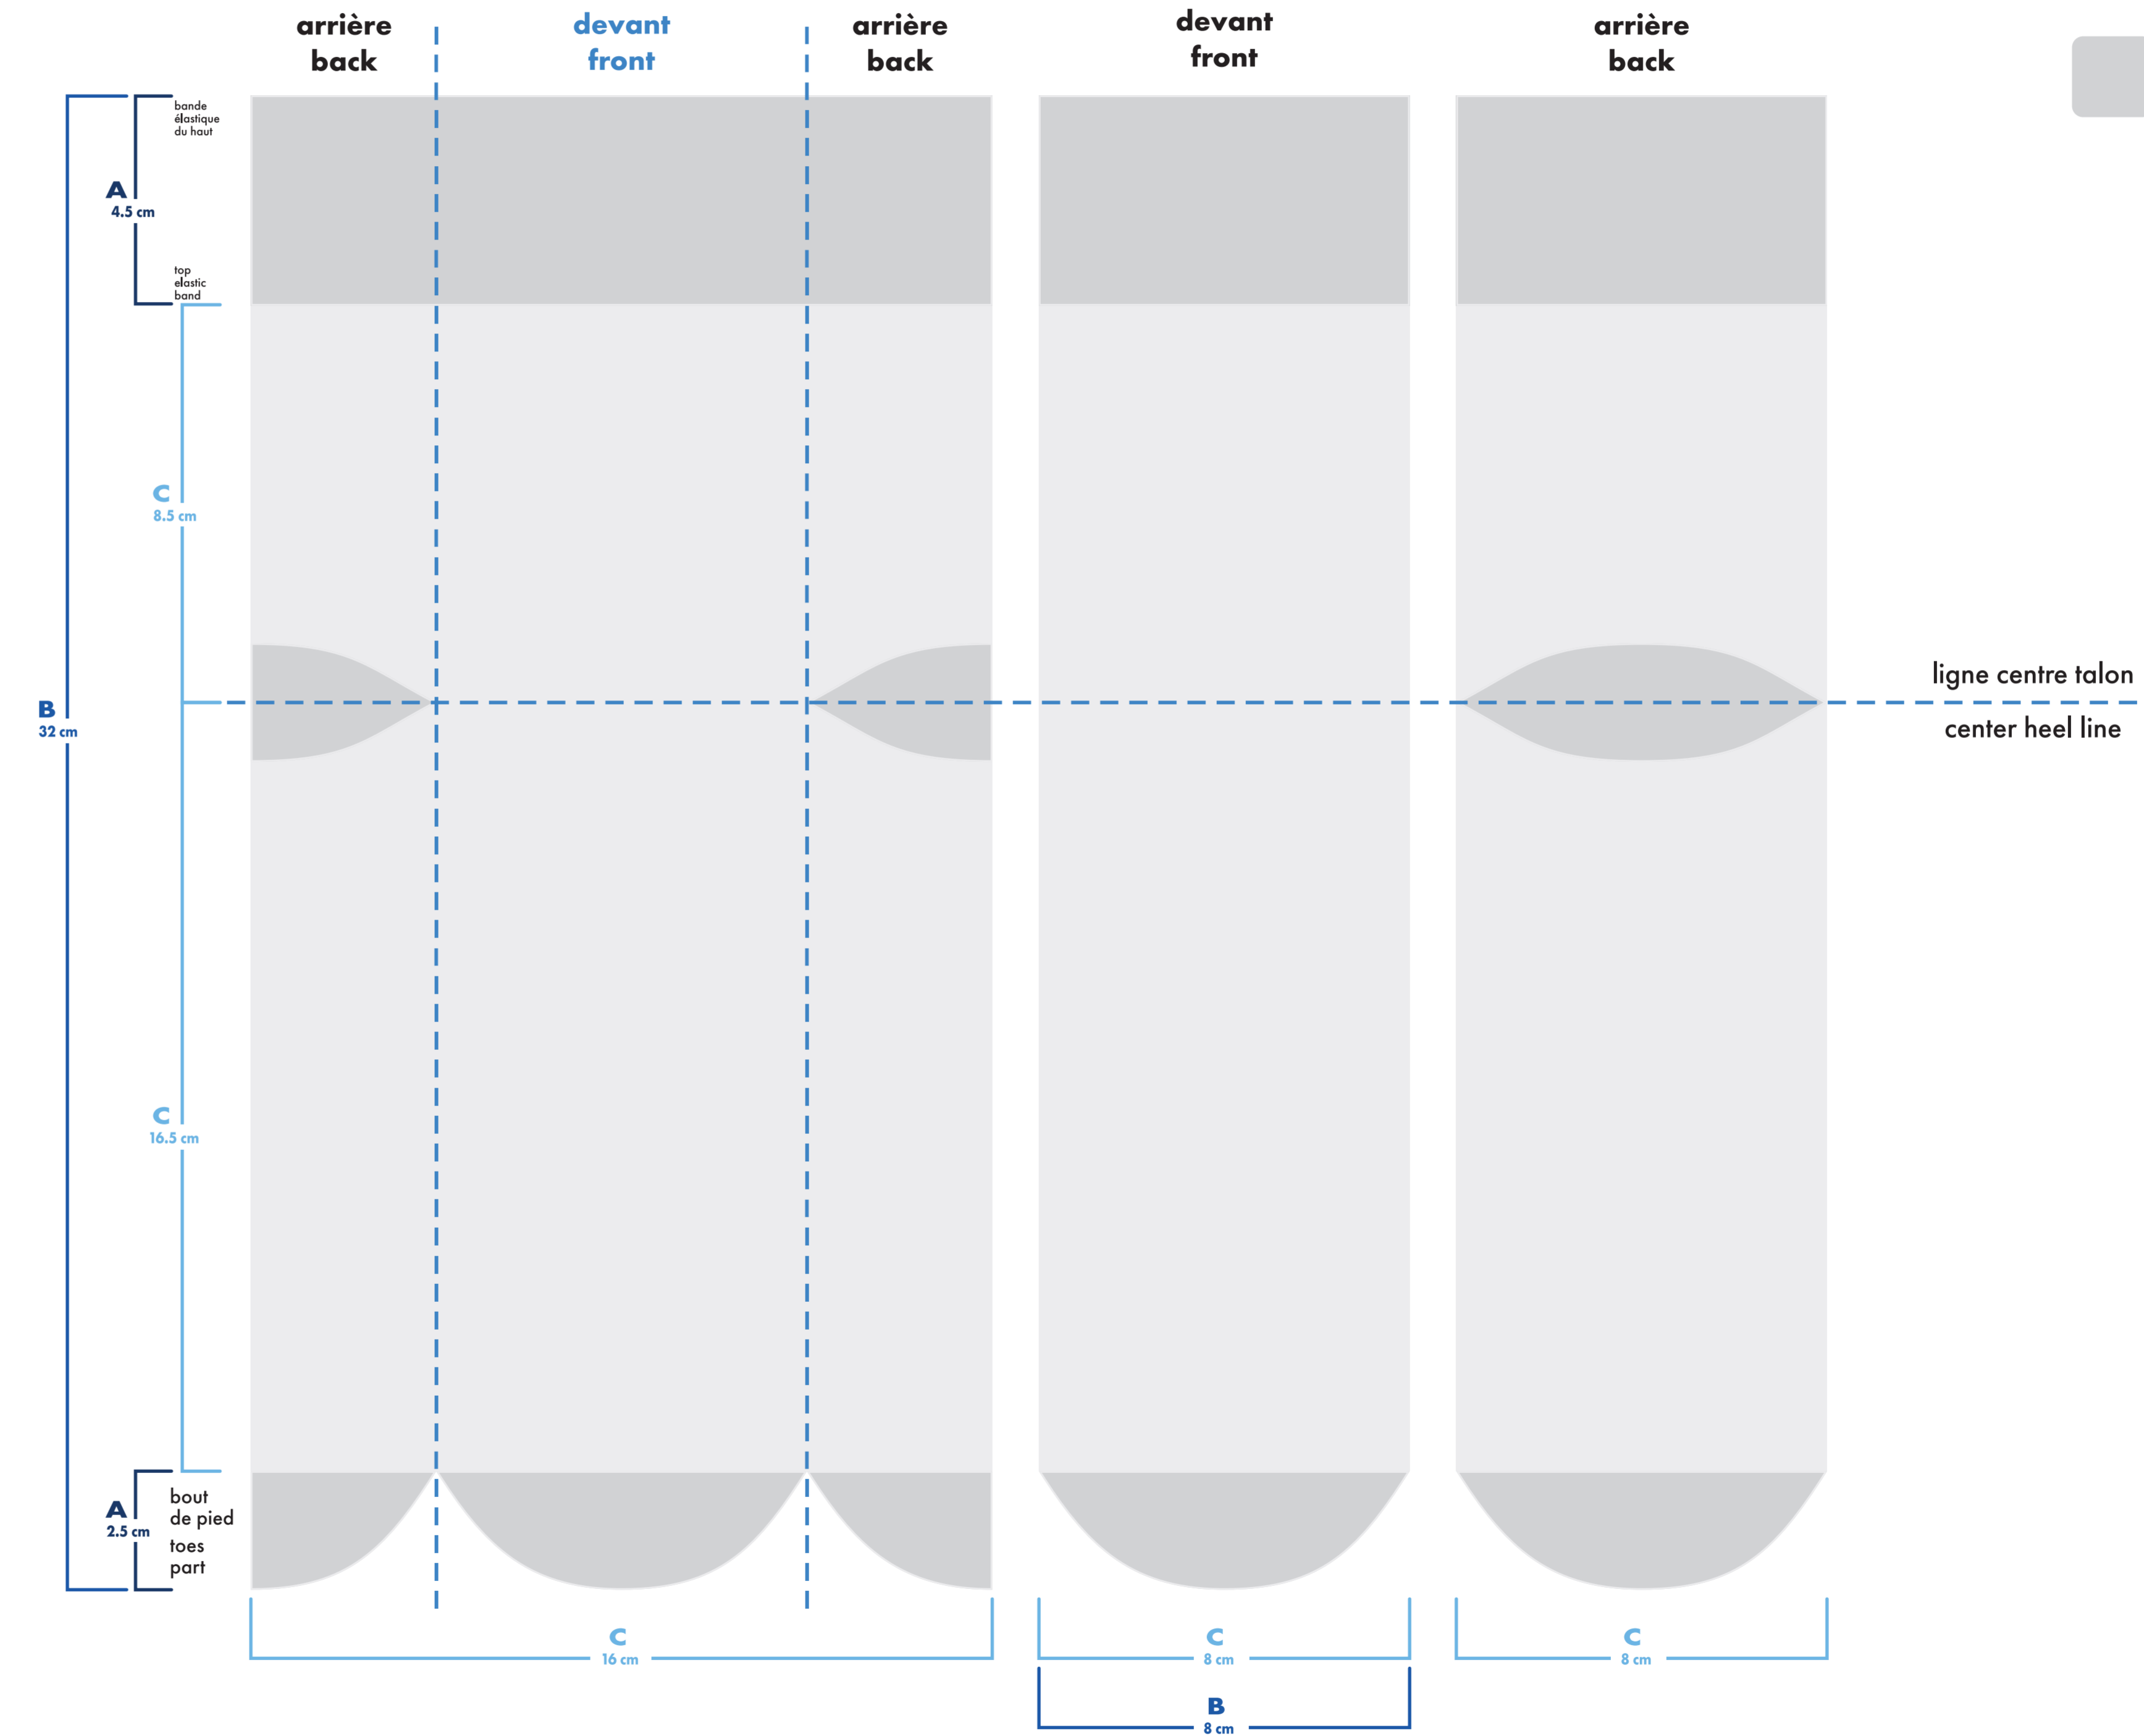 arrière
back
devant
front
arrière
back
devant
front
arrière
back
bande
élastique
du haut
A
4.5 cm
top
elastic
band
C
8.5 cm
ligne centre talon
B
32 cm
center heel line
C
16.5 cm
bout
de pied
A
2.5 cm
toes
part
C
16 cm
C
8 cm
C
8 cm
B
8 cm